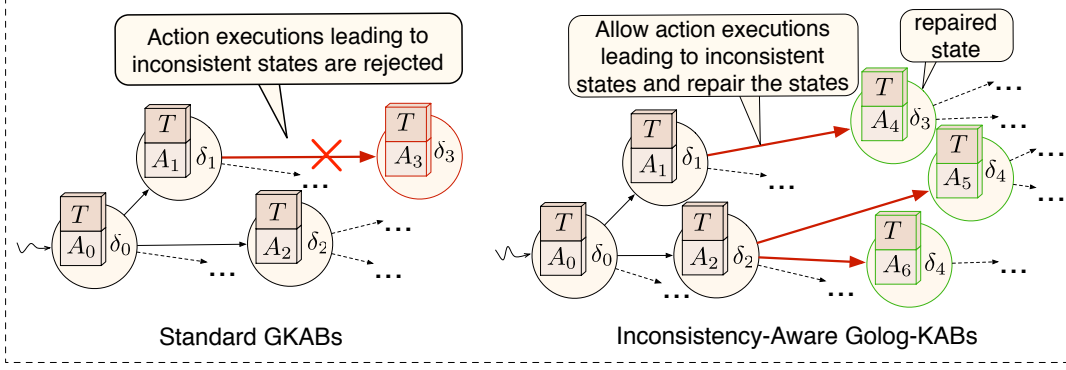 Action executions leading to
inconsistent states are rejected
T
A₁ δ₁
T
A₃ δ₃
...
T
A₀ δ₀
T
A₂ δ₂
...
...
...
Standard GKABs
Allow action executions
leading to inconsistent
states and repair the states
repaired
state
T
A₄ δ₃
...
...
T
A₁ δ₁
...
T
A₅ δ₄
...
...
T
A₀ δ₀
...
T
A₂ δ₂
...
T
A₆ δ₄
...
Inconsistency-Aware Golog-KABs